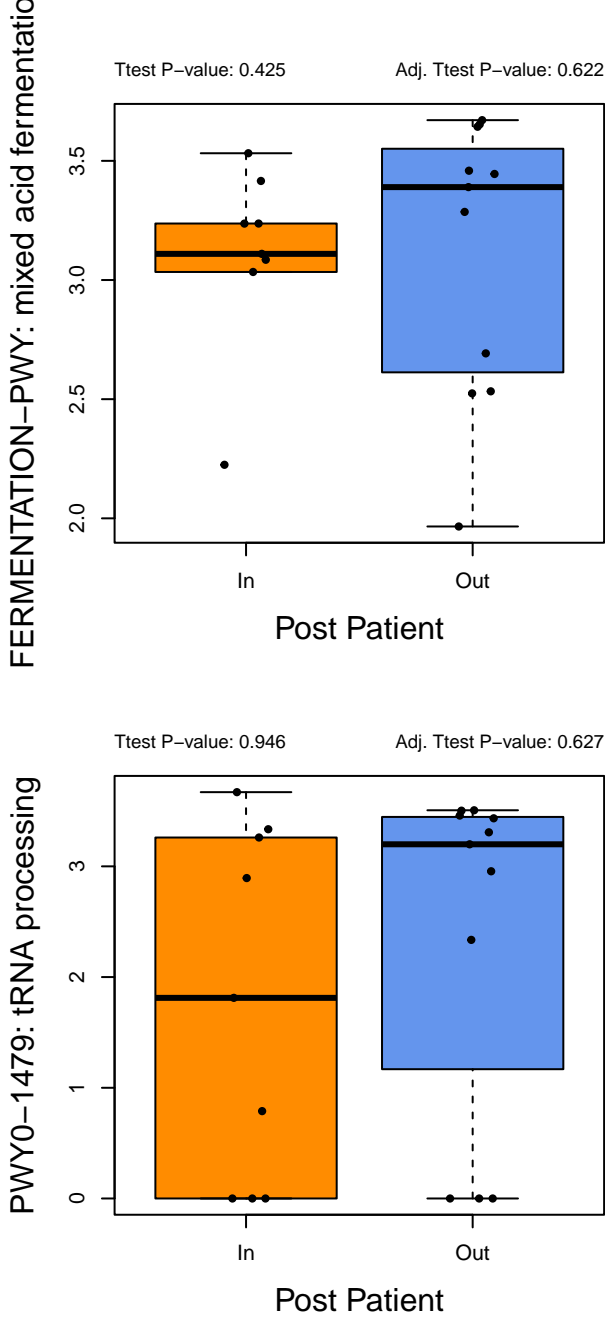 Ttest P−value: 0.425
Adj. Ttest P−value: 0.622
FERMENTATION−PWY: mixed acid fermentatio
3.5
3.0
2.5
2.0
In
Out
Post Patient
Ttest P−value: 0.946
Adj. Ttest P−value: 0.627
PWY0−1479: tRNA processing
3
2
1
0
In
Out
Post Patient